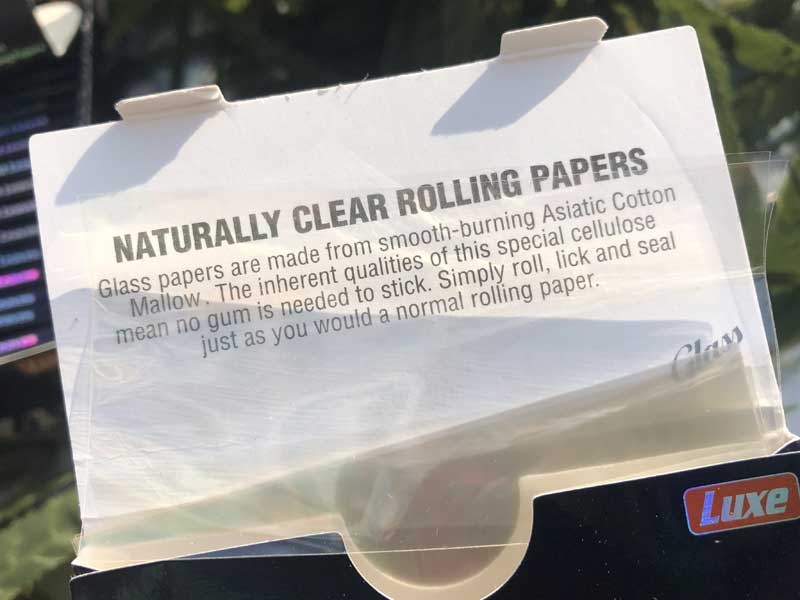 NATURALLY CLEAR ROLLING PAPERS
Glass papers are made from smooth-burning Asiatic Cotton
Mallow. The inherent qualities of this special cellulose
mean no gum is needed to stick. Simply roll, lick and seal
just as you would a normal rolling paper.
Glass
Luxe